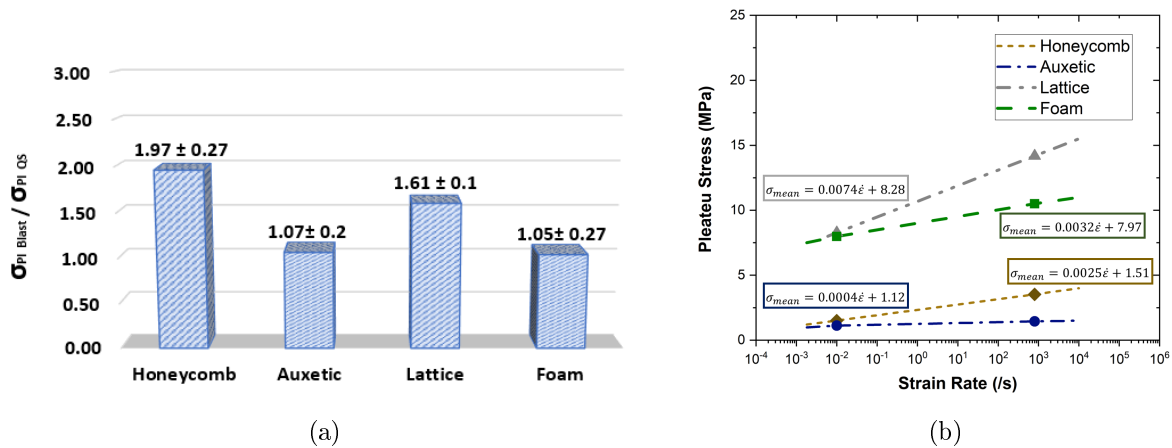 σPl Blast / σPl QS
3.00
2.50
2.00
1.50
1.00
0.50
0.00
1.97 ± 0.27
1.07± 0.2
1.61 ± 0.1
1.05± 0.27
Honeycomb
Auxetic
Lattice
Foam
(a)
Pleateu Stress (MPa)
25
20
15
10
5
0
Honeycomb
Auxetic
Lattice
Foam
σ_mean = 0.0074ε̇ + 8.28
σ_mean = 0.0032ε̇ + 7.97
σ_mean = 0.0025ε̇ + 1.51
σ_mean = 0.0004ε̇ + 1.12
10⁻⁴ 10⁻³ 10⁻² 10⁻¹ 10⁰ 10¹ 10² 10³ 10⁴ 10⁵ 10⁶
Strain Rate (/s)
(b)